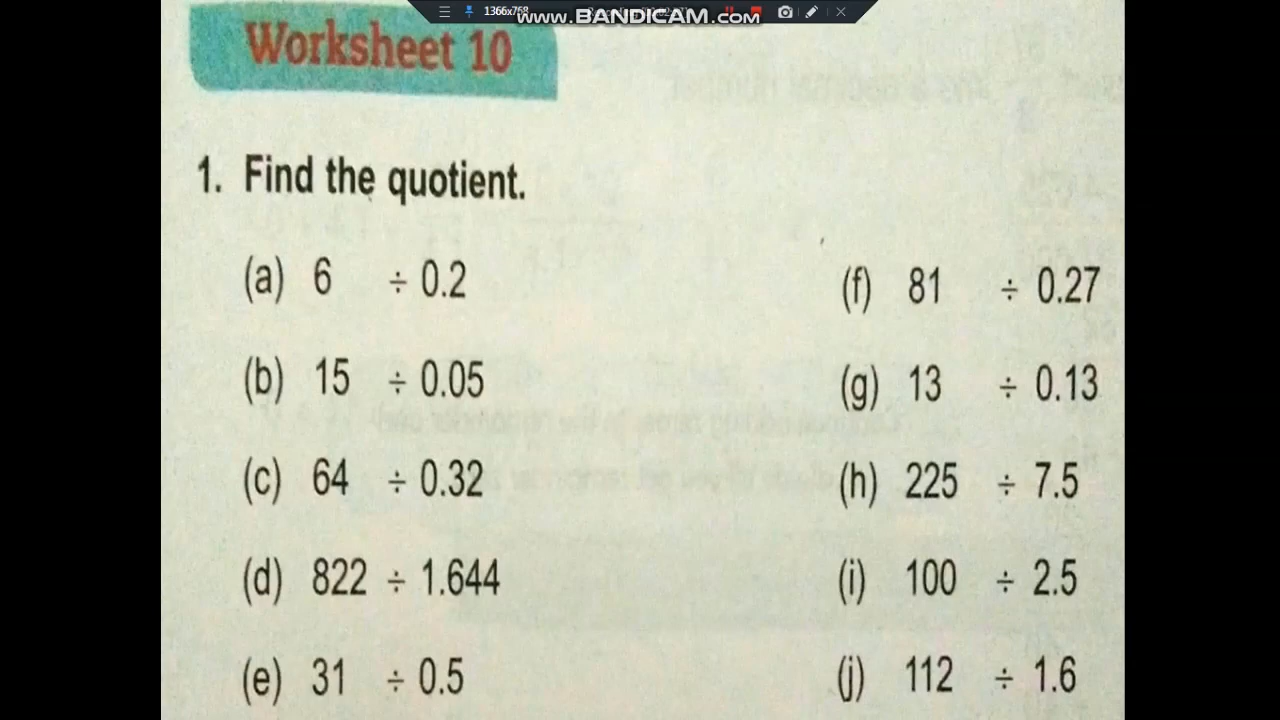 1366x768
www.BANDICAM.com
Worksheet 10
1. Find the quotient.
(a) 6 ÷ 0.2
(b) 15 ÷ 0.05
(c) 64 ÷ 0.32
(d) 822 ÷ 1.644
(e) 31 ÷ 0.5
(f) 81 ÷ 0.27
(g) 13 ÷ 0.13
(h) 225 ÷ 7.5
(i) 100 ÷ 2.5
(j) 112 ÷ 1.6